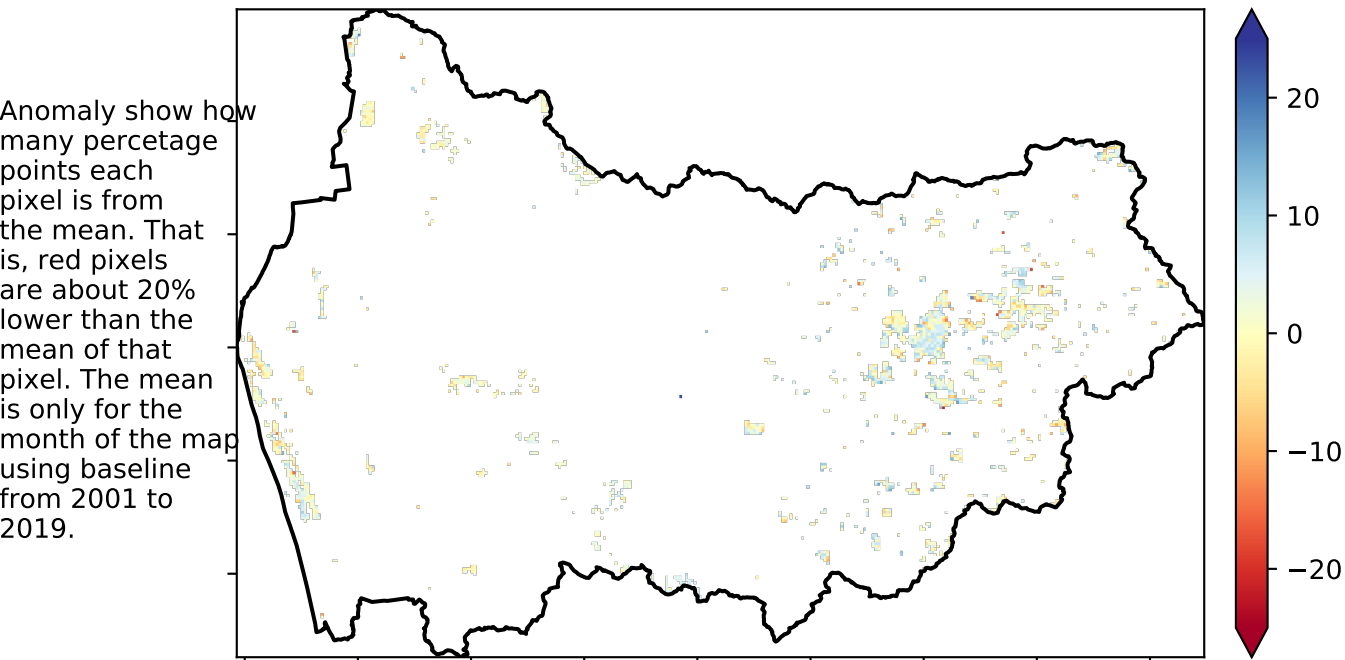 Anomaly show how
many percetage
points each
pixel is from
the mean. That
is, red pixels
are about 20%
lower than the
mean of that
pixel. The mean
is only for the
month of the map
using baseline
from 2001 to
2019.
20
10
0
−10
−20